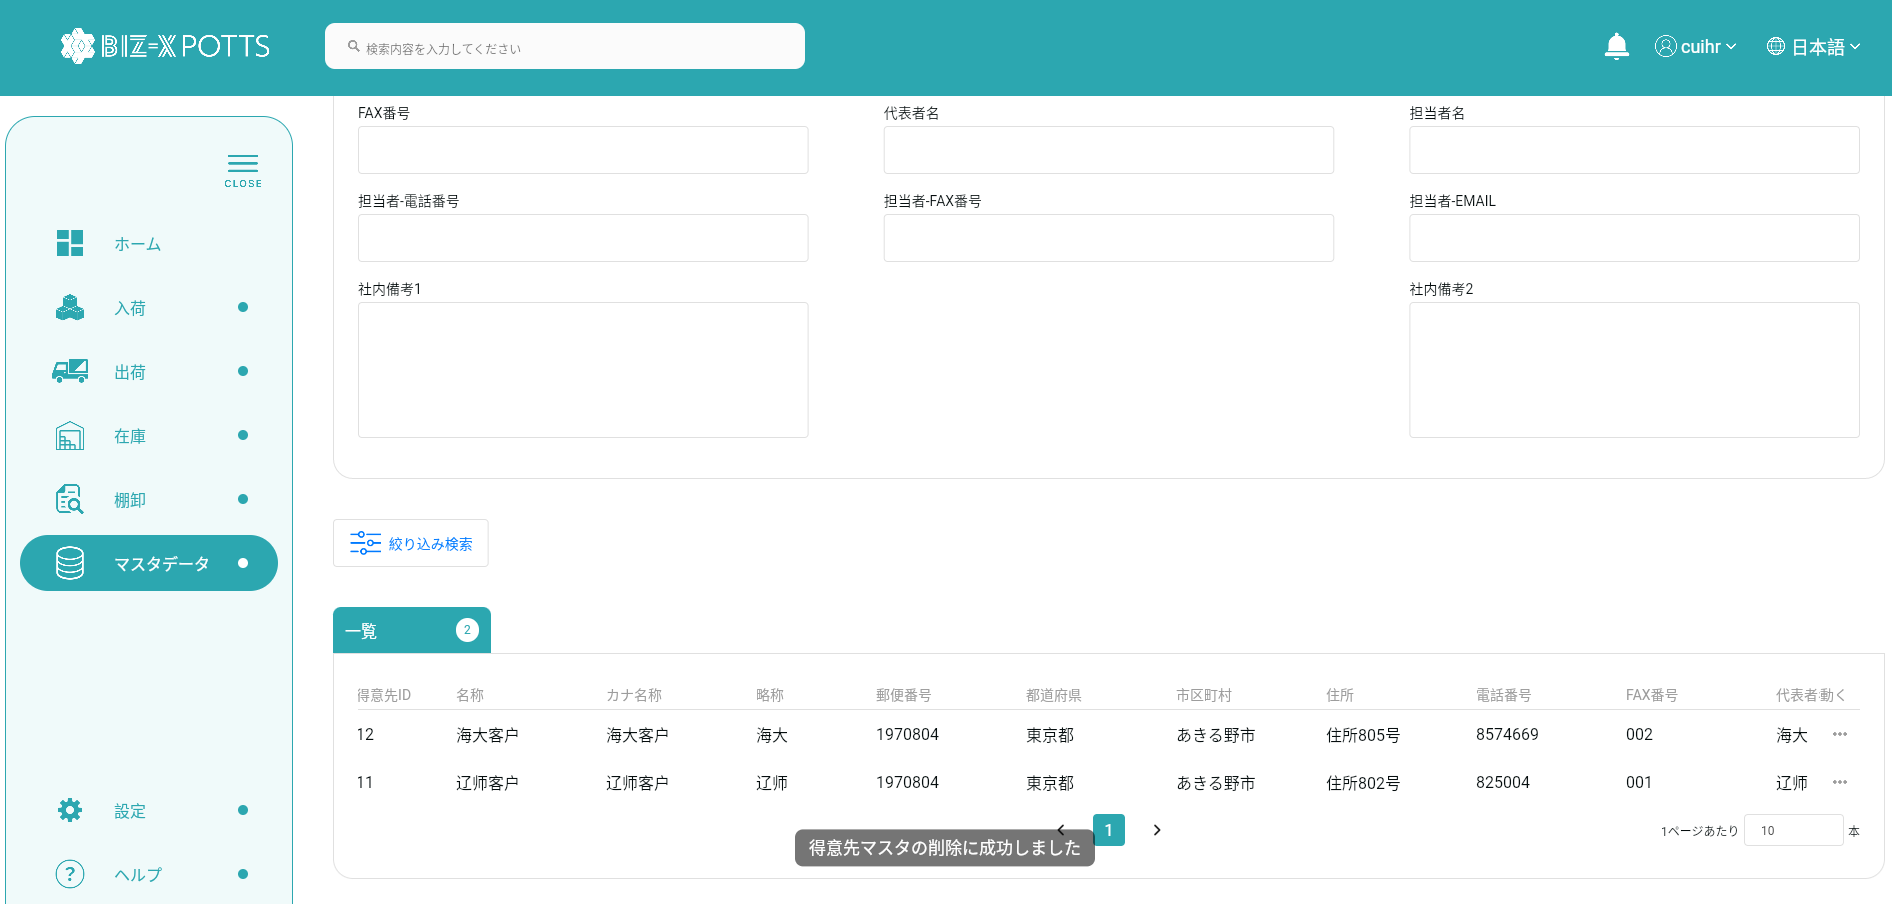 BIZ-X POTTS
検索内容を入力してください
cuihr
日本語
CLOSE
ホーム
入荷
出荷
在庫
棚卸
マスタデータ
設定
ヘルプ
FAX番号
代表者名
担当者名
担当者-電話番号
担当者-FAX番号
担当者-EMAIL
社内備考1
社内備考2
絞り込み検索
一覧 2
得意先ID 名称 カナ名称 略称 郵便番号 都道府県 市区町村 住所 電話番号 FAX番号 代表者 動く
12 海大客户 海大客户 海大 1970804 東京都 あきる野市 住所805号 8574669 002 海大
11 辽师客户 辽师客户 辽师 1970804 東京都 あきる野市 住所802号 825004 001 辽师
1
1ページあたり 10 本
得意先マスタの削除に成功しました